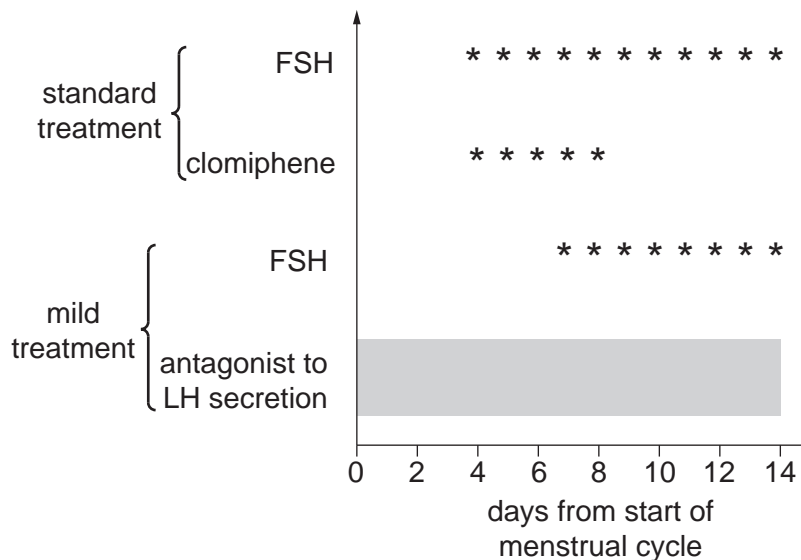 FSH * * * * * * * * * * *
standard
treatment
clomiphene * * * * *
FSH * * * * * * * *
mild
treatment
antagonist to
LH secretion
0 2 4 6 8 10 12 14
days from start of
menstrual cycle